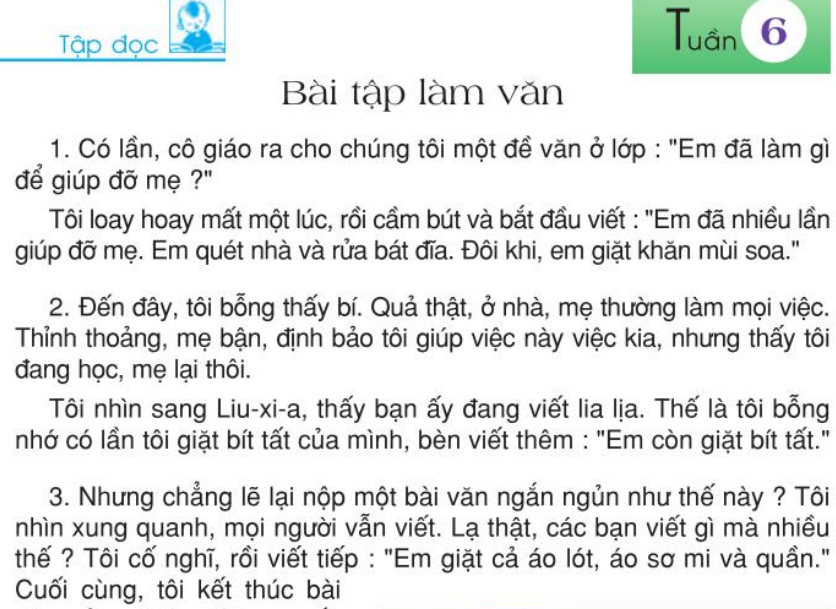 Tập đọc
Tuần 6
Bài tập làm văn
1. Có lần, cô giáo ra cho chúng tôi một đề văn ở lớp : "Em đã làm gì
để giúp đỡ mẹ ?"
Tôi loay hoay mất một lúc, rồi cầm bút và bắt đầu viết : "Em đã nhiều lần
giúp đỡ mẹ. Em quét nhà và rửa bát đĩa. Đôi khi, em giặt khăn mùi soa."
2. Đến đây, tôi bỗng thấy bí. Quả thật, ở nhà, mẹ thường làm mọi việc.
Thỉnh thoảng, mẹ bận, định bảo tôi giúp việc này việc kia, nhưng thấy tôi
đang học, mẹ lại thôi.
Tôi nhìn sang Liu-xi-a, thấy bạn ấy đang viết lia lịa. Thế là tôi bỗng
nhớ có lần tôi giặt bít tất của mình, bèn viết thêm : "Em còn giặt bít tất."
3. Nhưng chẳng lẽ lại nộp một bài văn ngắn ngủn như thế này ? Tôi
nhìn xung quanh, mọi người vẫn viết. Lạ thật, các bạn viết gì mà nhiều
thế ? Tôi cố nghĩ, rồi viết tiếp : "Em giặt cả áo lót, áo sơ mi và quần."
Cuối cùng, tôi kết thúc bài